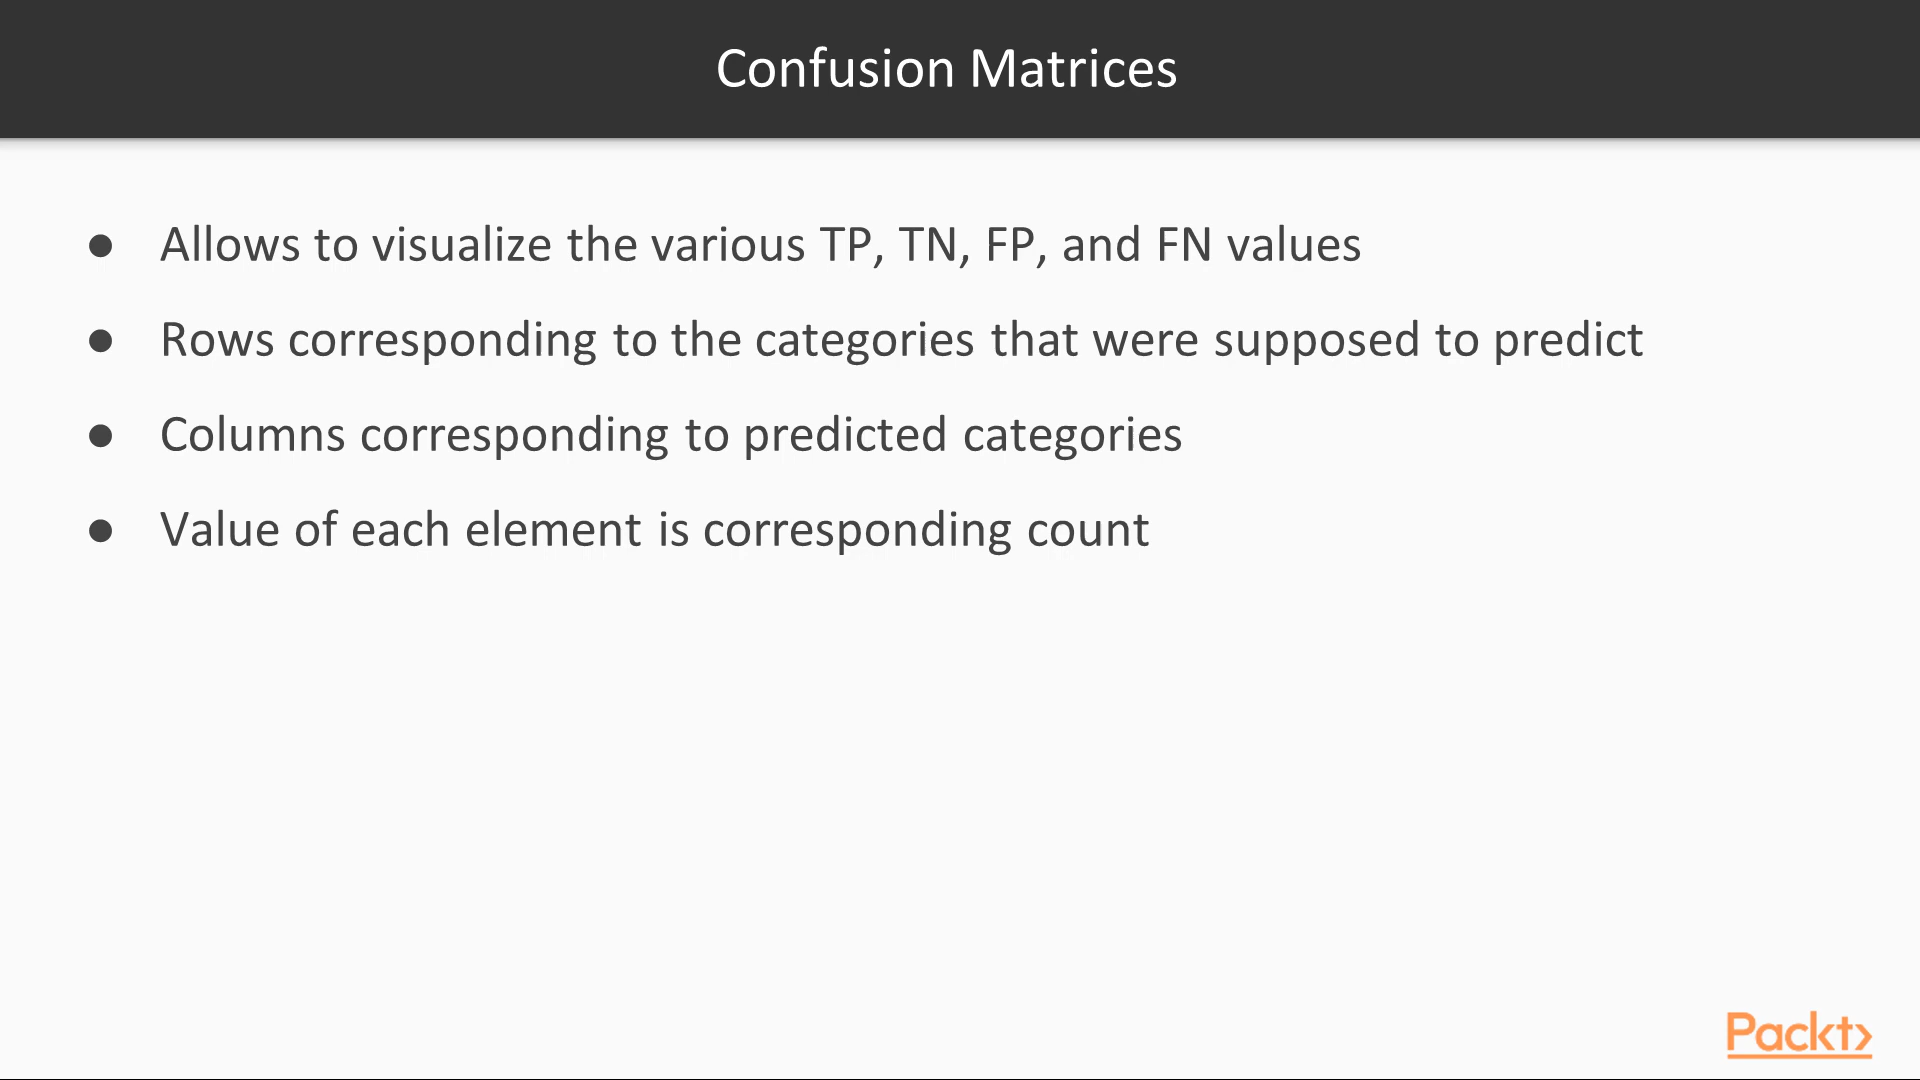 Confusion Matrices
● Allows to visualize the various TP, TN, FP, and FN values
● Rows corresponding to the categories that were supposed to predict
● Columns corresponding to predicted categories
● Value of each element is corresponding count
Packt>